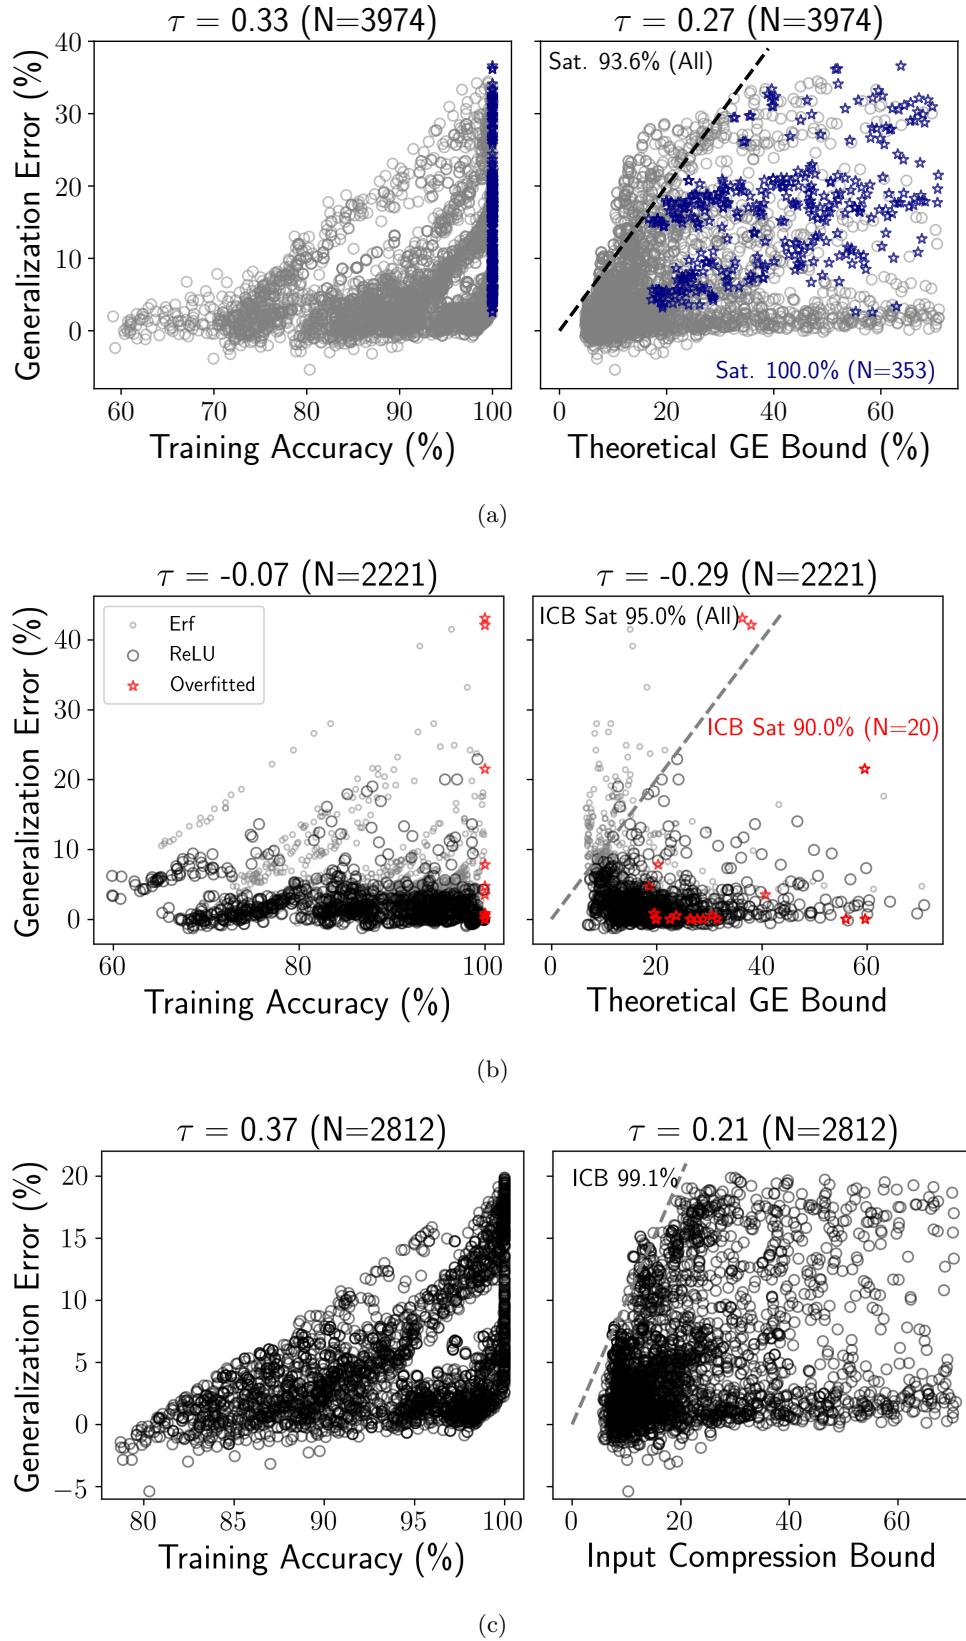 τ = 0.33 (N=3974)
τ = 0.27 (N=3974)
Generalization Error (%)
40
30
20
10
0
Sat. 93.6% (All)
Sat. 100.0% (N=353)
60 70 80 90 100
0 20 40 60
Training Accuracy (%)
Theoretical GE Bound (%)
(a)
τ = -0.07 (N=2221)
τ = -0.29 (N=2221)
Generalization Error (%)
40
30
20
10
0
Erf
ReLU
Overfitted
ICB Sat 95.0% (All)
ICB Sat 90.0% (N=20)
60 80 100
0 20 40 60
Training Accuracy (%)
Theoretical GE Bound
(b)
τ = 0.37 (N=2812)
τ = 0.21 (N=2812)
Generalization Error (%)
20
15
10
5
0
−5
ICB 99.1%
80 85 90 95 100
0 20 40 60
Training Accuracy (%)
Input Compression Bound
(c)